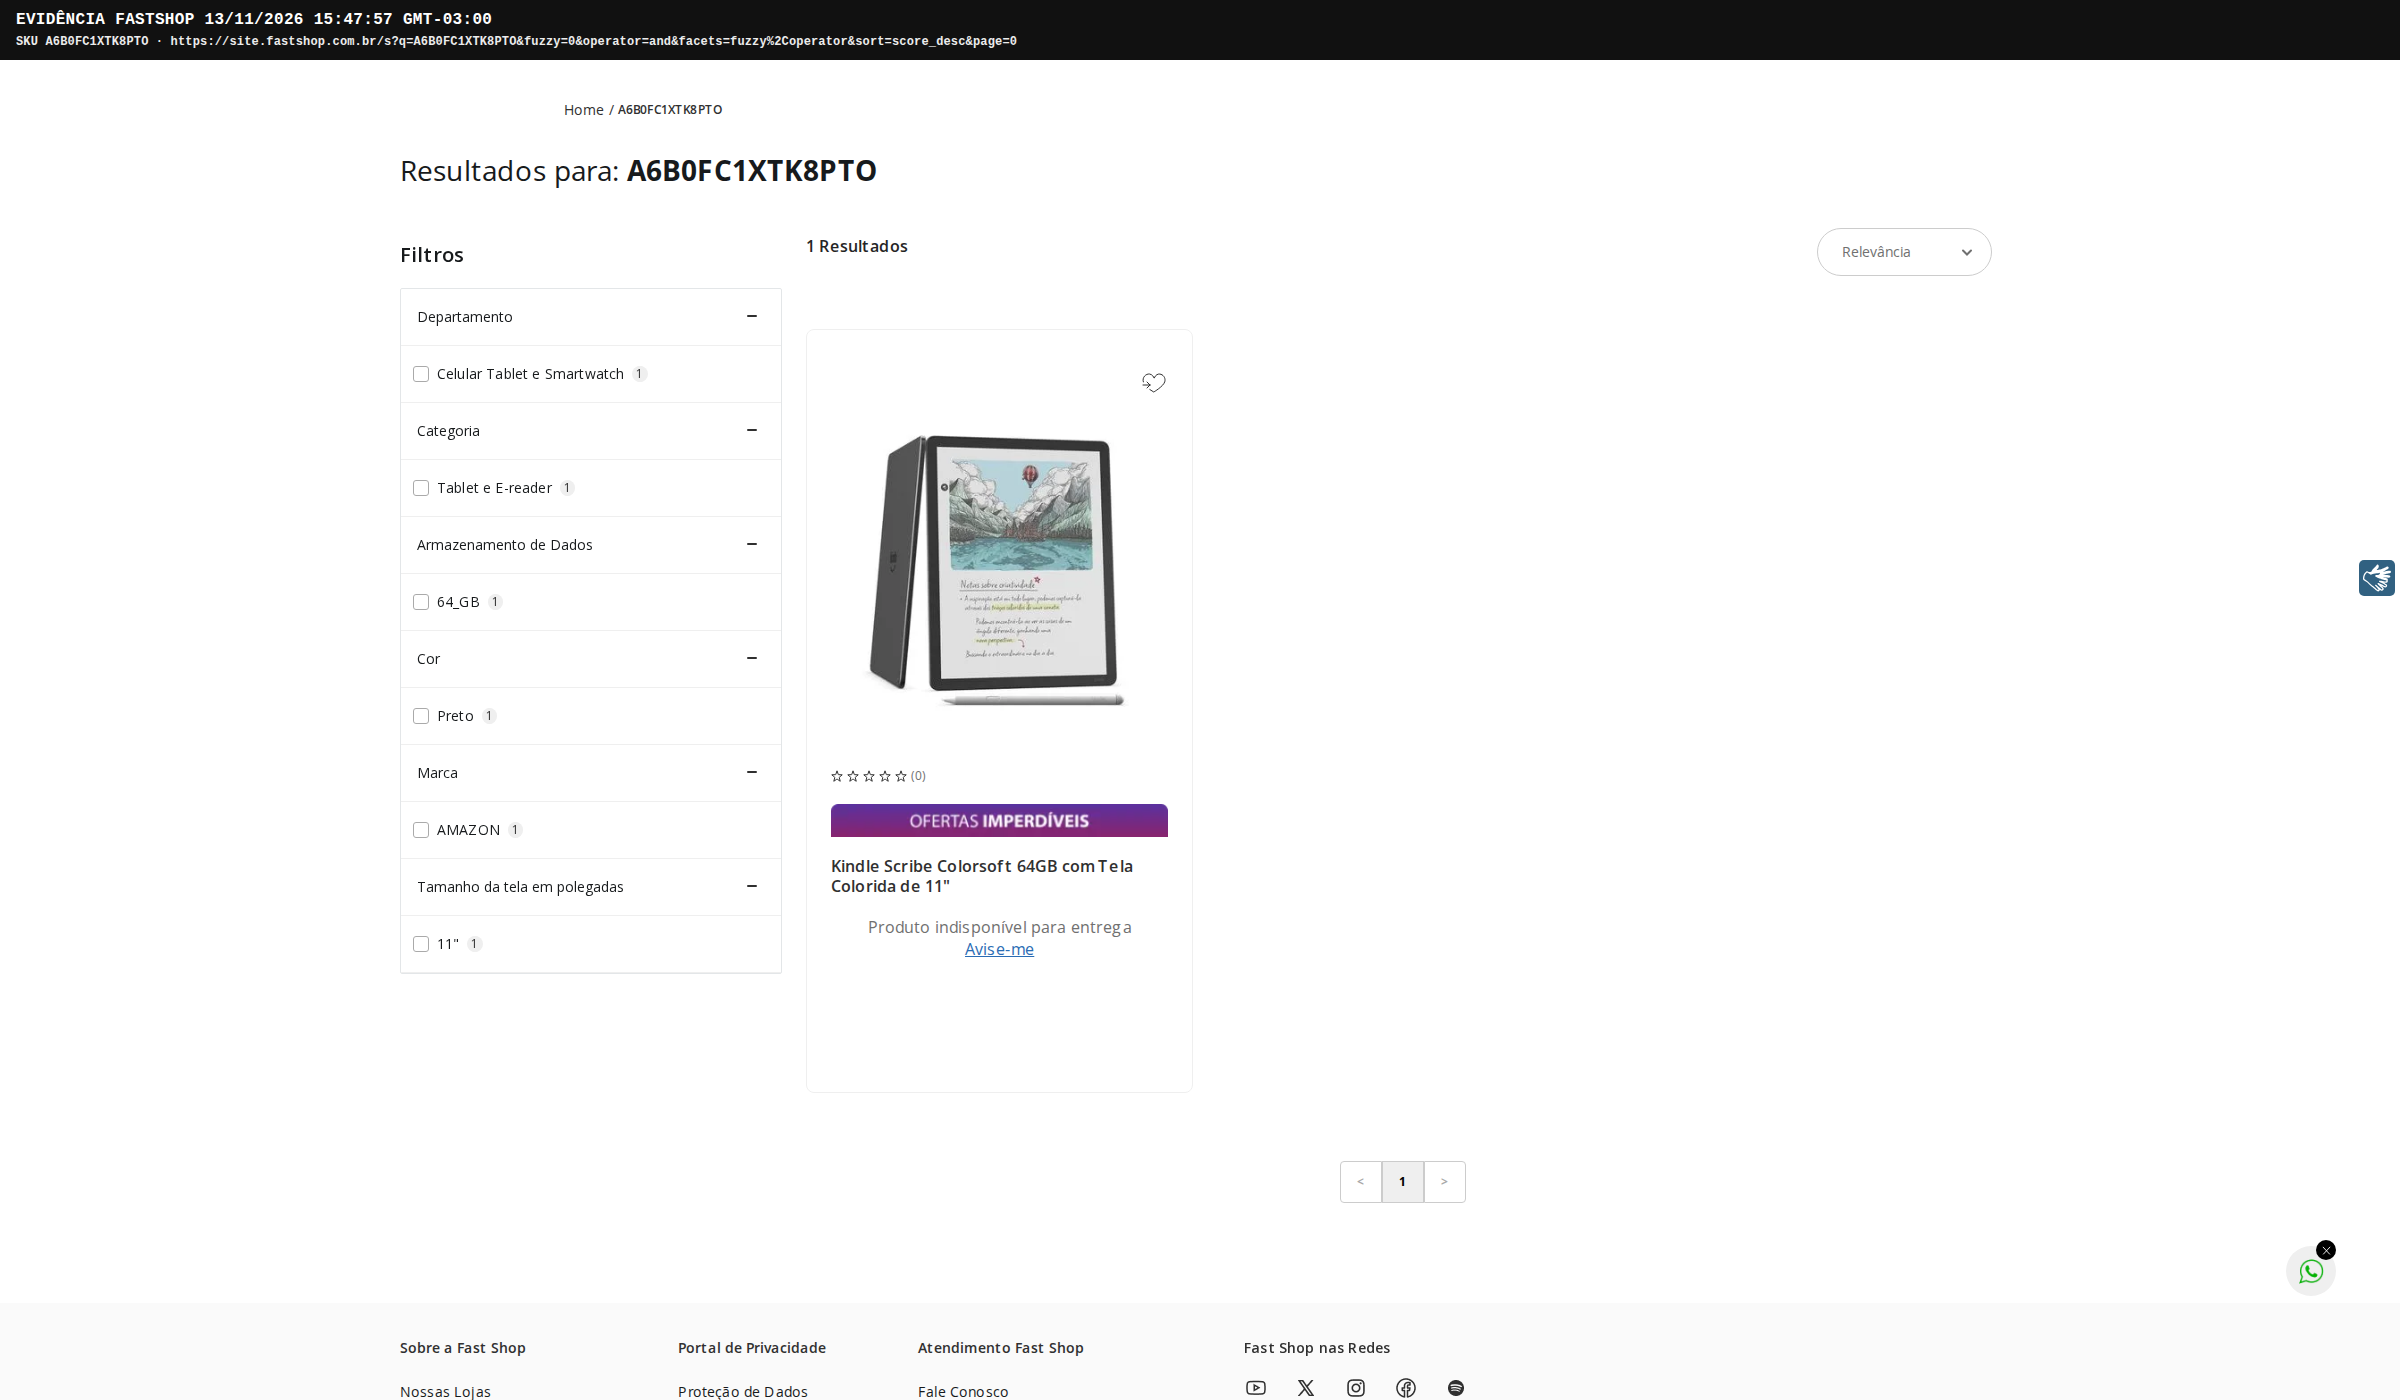 EVIDÊNCIA FASTSHOP 13/11/2026 15:47:57 GMT-03:00
SKU A6B0FC1XTK8PTO · https://site.fastshop.com.br/s?q=A6B0FC1XTK8PTO&fuzzy=0&operator=and&facets=fuzzy%2Coperator&sort=score_desc&page=0
Home / A6B0FC1XTK8PTO
Resultados para: A6B0FC1XTK8PTO
Filtros
Departamento
Celular Tablet e Smartwatch 1
Categoria
Tablet e E-reader 1
Armazenamento de Dados
64_GB 1
Cor
Preto 1
Marca
AMAZON 1
Tamanho da tela em polegadas
11" 1
1 Resultados
Relevância
Notas sobre criatividade
(0)
OFERTAS IMPERDÍVEIS
Kindle Scribe Colorsoft 64GB com Tela
Colorida de 11"
Produto indisponível para entrega
Avise-me
< 1 >
Sobre a Fast Shop
Nossas Lojas
Portal de Privacidade
Proteção de Dados
Atendimento Fast Shop
Fale Conosco
Fast Shop nas Redes